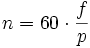 n = 60 · f/p